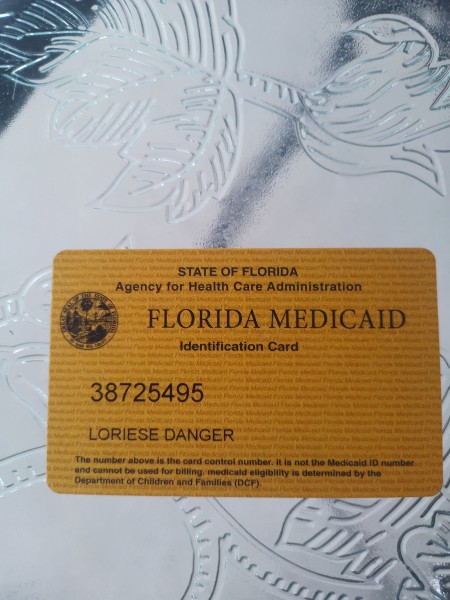 STATE OF FLORIDA
Agency for Health Care Administration
FLORIDA MEDICAID
Identification Card
38725495
LORIESE DANGER
The number above is the card control number. It is not the Medicaid ID number
and cannot be used for billing. medicaid eligibility is determined by the
Department of Children and Families (DCF).